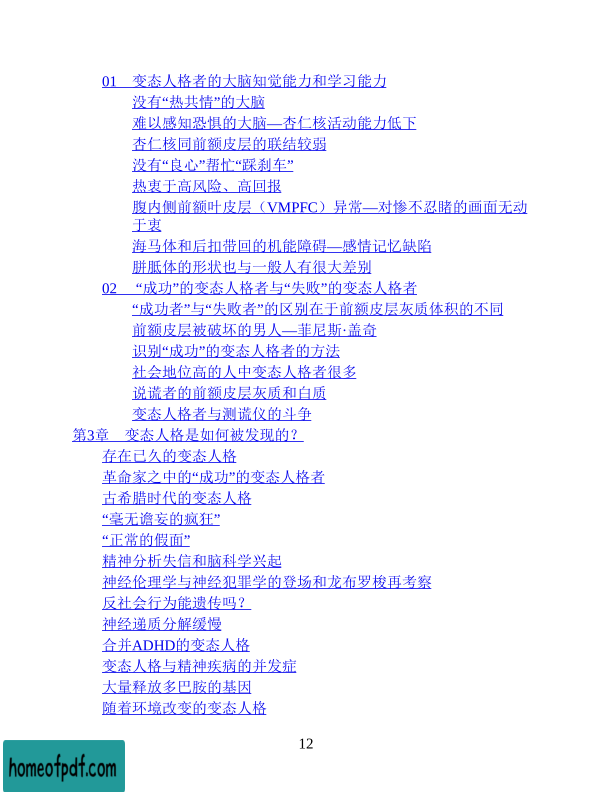 01 变态人格者的大脑知觉能力和学习能力
没有“热共情”的大脑
难以感知恐惧的大脑—杏仁核活动能力低下
杏仁核同前额皮层的联结较弱
没有“良心”帮忙“踩刹车”
热衷于高风险、高回报
腹内侧前额叶皮层（VMPFC）异常—对惨不忍睹的画面无动
于衷
海马体和后扣带回的机能障碍—感情记忆缺陷
胼胝体的形状也与一般人有很大差别
02 “成功”的变态人格者与“失败”的变态人格者
“成功者”与“失败者”的区别在于前额皮层灰质体积的不同
前额皮层被破坏的男人—菲尼斯·盖奇
识别“成功”的变态人格者的方法
社会地位高的人中变态人格者很多
说谎者的前额皮层灰质和白质
变态人格者与测谎仪的斗争
第3章 变态人格是如何被发现的？
存在已久的变态人格
革命家之中的“成功”的变态人格者
古希腊时代的变态人格
“毫无谵妄的疯狂”
“正常的假面”
精神分析失信和脑科学兴起
神经伦理学与神经犯罪学的登场和龙布罗梭再考察
反社会行为能遗传吗？
神经递质分解缓慢
合并ADHD的变态人格
变态人格与精神疾病的并发症
大量释放多巴胺的基因
随着环境改变的变态人格
12
homeofpdf.com